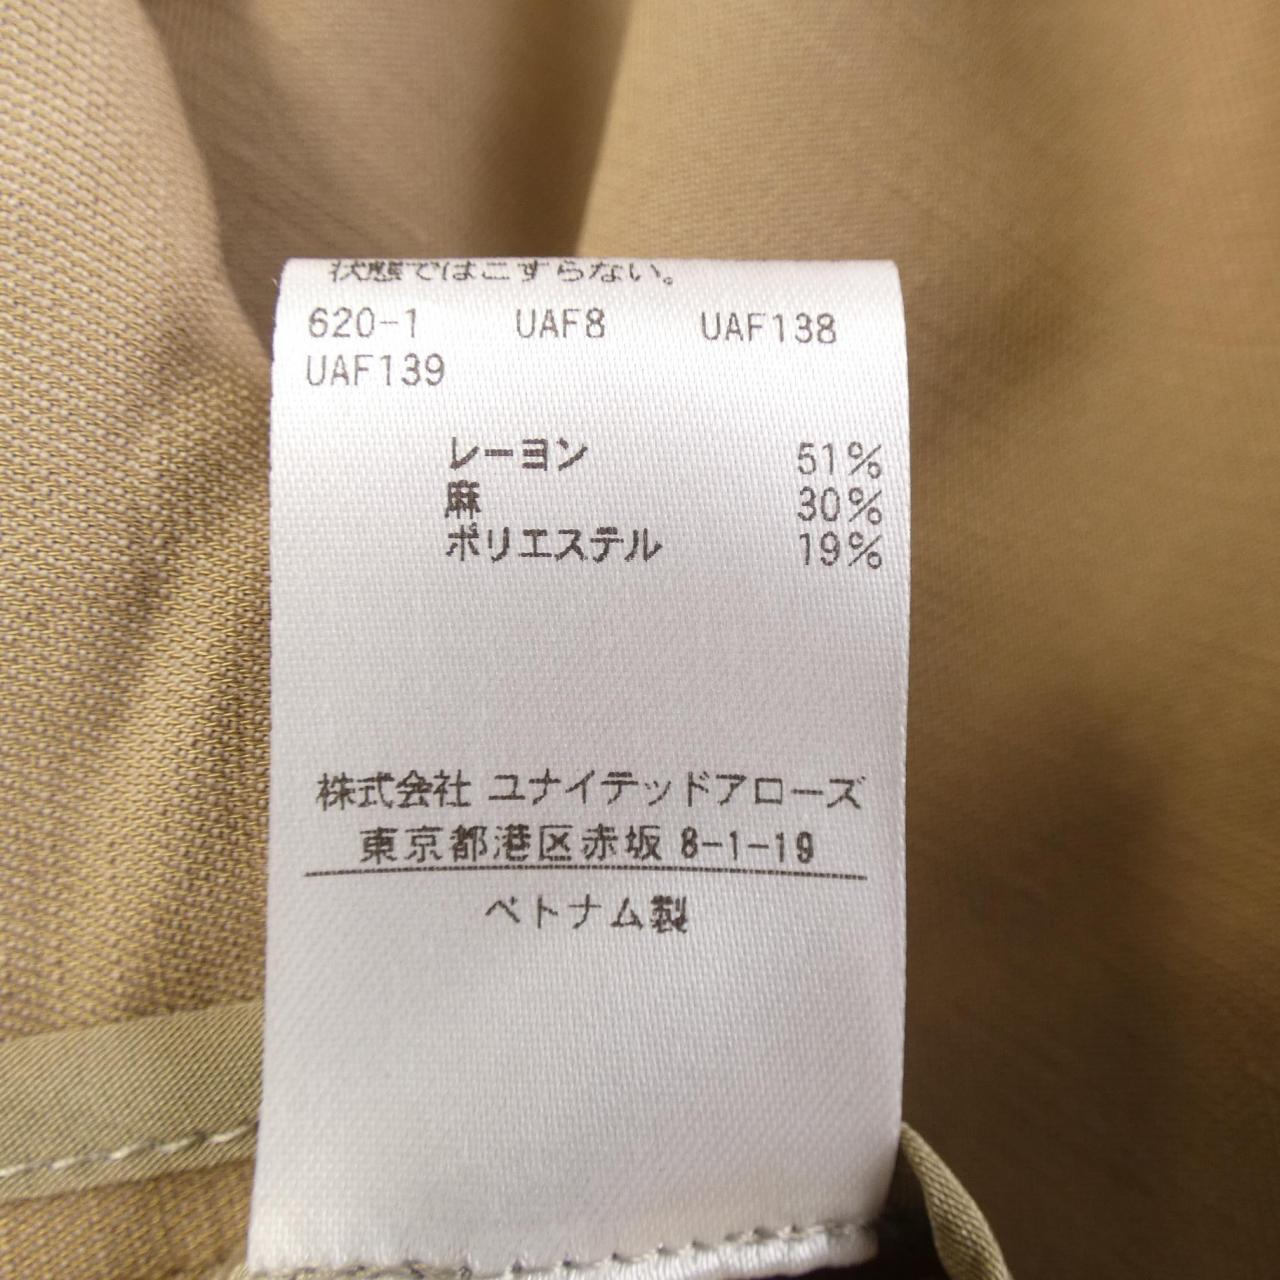 状態ではこすらない。
620-1 UAF8 UAF138
UAF139
レーヨン 51%
麻 30%
ポリエステル 19%
株式会社 ユナイテッドアローズ
東京都港区赤坂 8-1-19
ベトナム製